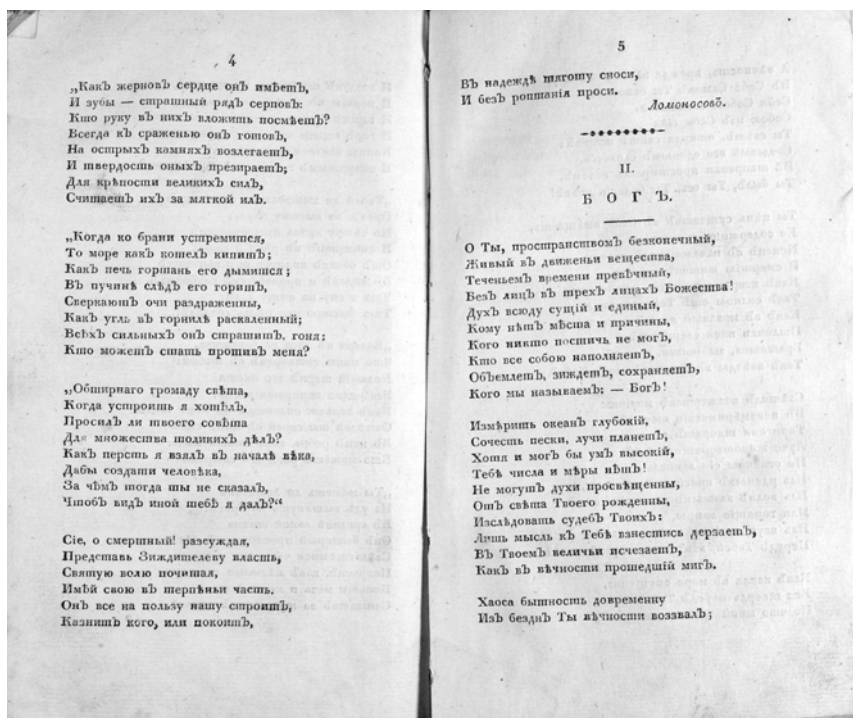 4
„Какъ жерновъ сердце онъ имѣетъ,
И зубы — страшный рядъ серповъ:
Кто руку въ нихъ вложить посмѣетъ?
Всегда къ сраженью онъ готовъ,
На острыхъ камняхъ возлегаетъ,
И твердость оныхъ презираетъ;
Для крѣпости великихъ силъ,
Считаетъ ихъ за мягкой илъ.
„Когда ко брани устремится,
То море какъ котелъ кипитъ;
Какъ печь гортань его дымится;
Въ пучинѣ слѣдъ его горитъ,
Сверкаютъ очи раздраженны,
Какъ угль въ горнилѣ раскаленный;
Всѣхъ сильныхъ онъ страшитъ, гоня:
Кто можетъ стать противъ меня?
„Обширнаго громаду свѣта,
Когда устроить я хотѣлъ,
Просилъ ли твоего совѣта
Для множества толикихъ дѣлъ?
Какъ персть я взялъ въ началѣ вѣка,
Дабы создати человѣка,
За чѣмъ тогда ты не сказалъ,
Чтобъ видъ иной тебѣ я далъ?“
Сіе, о смертный! разсуждая,
Представь Зиждителеву власть,
Святую волю почитая,
Имѣй свою въ терпѣньи часть.
Онъ все на пользу нашу строитъ,
Казнитъ кого, или покоитъ,
5
Въ надеждѣ тяготу сноси,
И безъ роптанія проси.
Ломоносовъ.
II.
БОГЪ.
О Ты, пространствомъ безконечный,
Живый въ движеньи вещества,
Теченьемъ времени превѣчный,
Безъ лицъ въ трехъ лицахъ Божества!
Духъ всюду сущій и единый,
Кому нѣтъ мѣста и причины,
Кого никто постичь не могъ,
Кто все собою наполняетъ,
Объемлетъ, зиждетъ, сохраняетъ,
Кого мы называемъ: — Богъ!
Измѣрить океанъ глубокій,
Сочесть пески, лучи планетъ,
Хотя и могъ бы умъ высокій,
Тебѣ числа и мѣры нѣтъ!
Не могутъ духи просвѣщенны,
Отъ свѣта Твоего рожденны,
Изслѣдовать судебъ Твоихъ:
Лишь мысль къ Тебѣ взнестись дерзаетъ,
Въ Твоемъ величьи исчезаетъ,
Какъ въ вѣчности прошедшій мигъ.
Хаоса бытность довременну
Изъ безднъ Ты вѣчности воззвалъ;